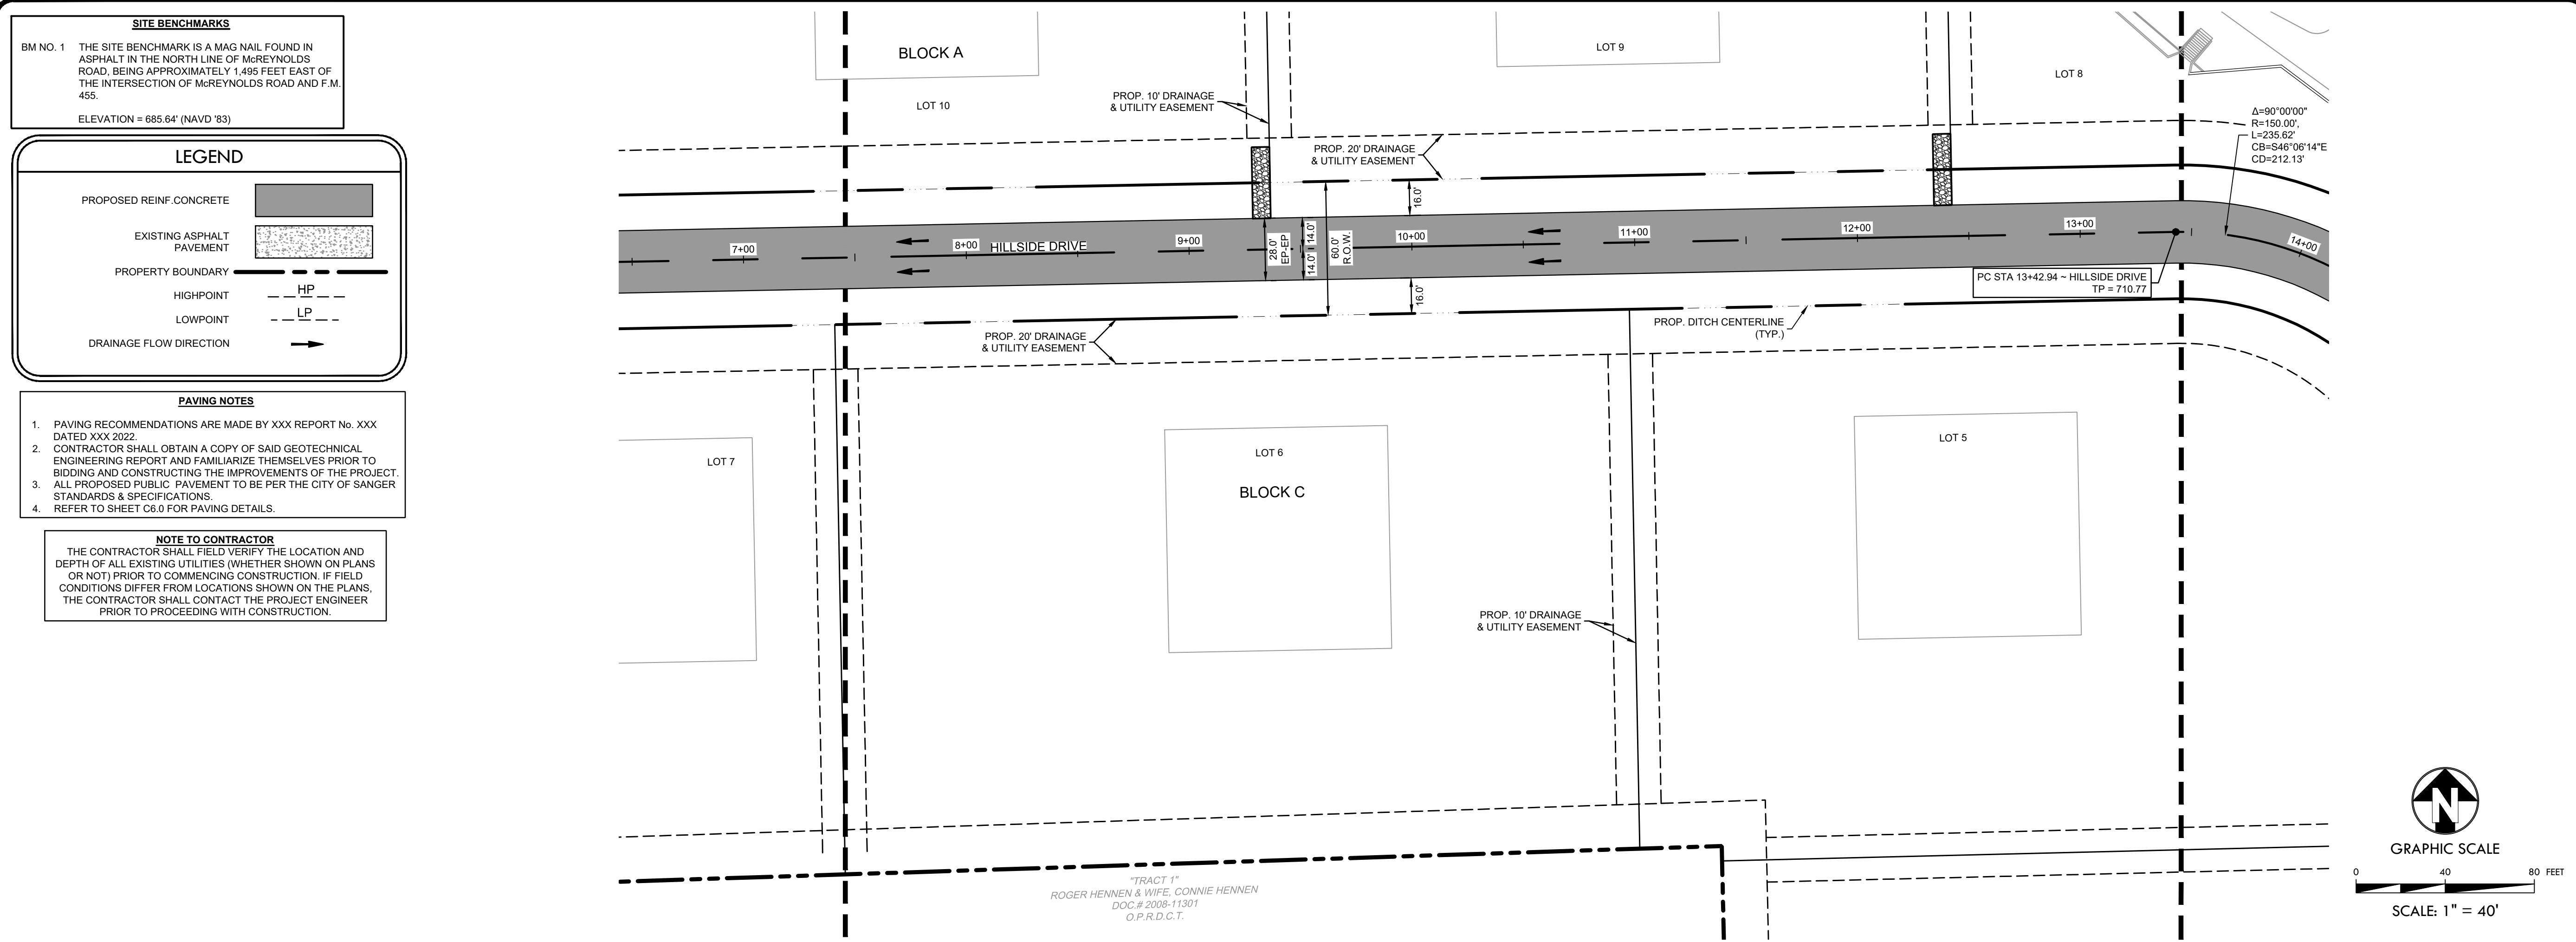 SITE BENCHMARKS
BM NO. 1 THE SITE BENCHMARK IS A MAG NAIL FOUND IN
ASPHALT IN THE NORTH LINE OF McREYNOLDS
ROAD, BEING APPROXIMATELY 1,495 FEET EAST OF
THE INTERSECTION OF McREYNOLDS ROAD AND F.M.
455.
ELEVATION = 685.64' (NAVD '83)
LEGEND
PROPOSED REINF.CONCRETE
EXISTING ASPHALT
PAVEMENT
PROPERTY BOUNDARY
HIGHPOINT HP
LOWPOINT LP
DRAINAGE FLOW DIRECTION
PAVING NOTES
1. PAVING RECOMMENDATIONS ARE MADE BY XXX REPORT No. XXX
DATED XXX 2022.
2. CONTRACTOR SHALL OBTAIN A COPY OF SAID GEOTECHNICAL
ENGINEERING REPORT AND FAMILIARIZE THEMSELVES PRIOR TO
BIDDING AND CONSTRUCTING THE IMPROVEMENTS OF THE PROJECT.
3. ALL PROPOSED PUBLIC PAVEMENT TO BE PER THE CITY OF SANGER
STANDARDS & SPECIFICATIONS.
4. REFER TO SHEET C6.0 FOR PAVING DETAILS.
NOTE TO CONTRACTOR
THE CONTRACTOR SHALL FIELD VERIFY THE LOCATION AND
DEPTH OF ALL EXISTING UTILITIES (WHETHER SHOWN ON PLANS
OR NOT) PRIOR TO COMMENCING CONSTRUCTION. IF FIELD
CONDITIONS DIFFER FROM LOCATIONS SHOWN ON THE PLANS,
THE CONTRACTOR SHALL CONTACT THE PROJECT ENGINEER
PRIOR TO PROCEEDING WITH CONSTRUCTION.
BLOCK A
LOT 10
LOT 9
LOT 8
PROP. 10' DRAINAGE
& UTILITY EASEMENT
PROP. 20' DRAINAGE
& UTILITY EASEMENT
Δ=90°00'00"
R=150.00',
L=235.62'
CB=S46°06'14"E
CD=212.13'
16.0'
7+00
8+00
HILLSIDE DRIVE
9+00
28.0'
EP-EP
14.0'
14.0'
60.0'
R.O.W.
10+00
11+00
12+00
13+00
14+00
16.0'
PC STA 13+42.94 ~ HILLSIDE DRIVE
TP = 710.77
PROP. 20' DRAINAGE
& UTILITY EASEMENT
PROP. DITCH CENTERLINE
(TYP.)
LOT 7
LOT 6
BLOCK C
LOT 5
PROP. 10' DRAINAGE
& UTILITY EASEMENT
"TRACT 1"
ROGER HENNEN & WIFE, CONNIE HENNEN
DOC.# 2008-11301
O.P.R.D.C.T.
N
GRAPHIC SCALE
0 40 80 FEET
SCALE: 1" = 40'